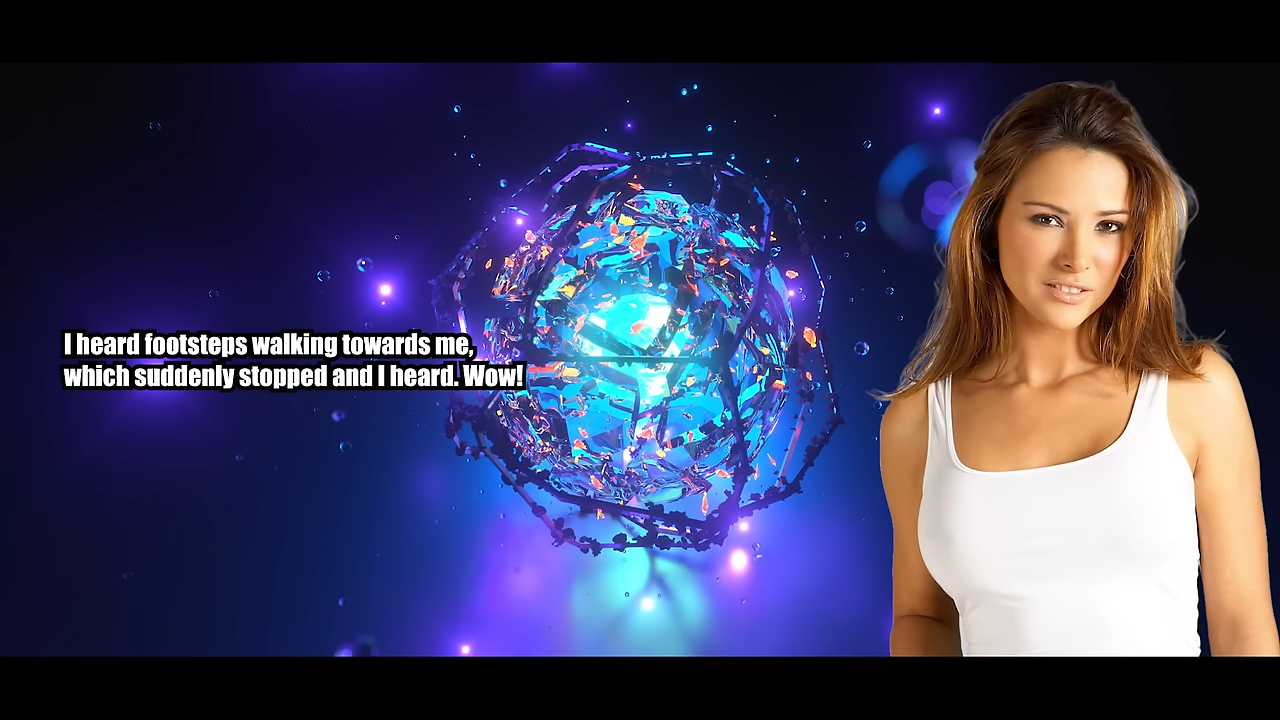 I heard footsteps walking towards me,
which suddenly stopped and I heard. Wow!